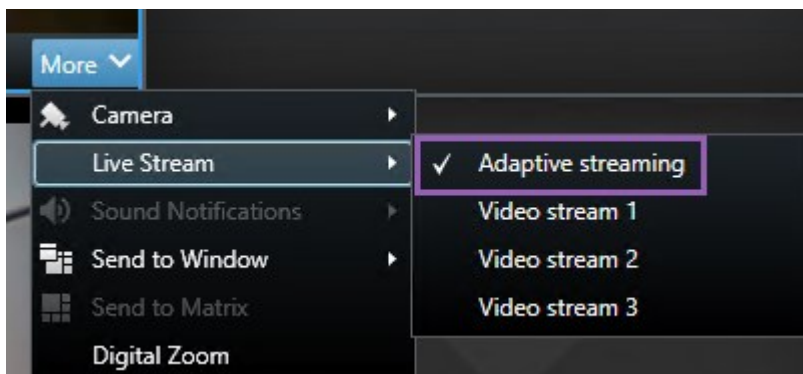 More
Camera
Live Stream
Sound Notifications
Send to Window
Send to Matrix
Digital Zoom
Adaptive streaming
Video stream 1
Video stream 2
Video stream 3